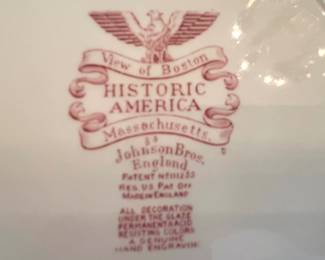 View of Boston
HISTORIC
AMERICA
Massachusetts.
Johnson Bros.
England
REG. US PAT OFF
MADE IN ENGLAND
ALL DECORATION
UNDER THE GLAZE
PERMANENT & ACID
RESISTING COLORS
A GENUINE
HAND ENGRAVING